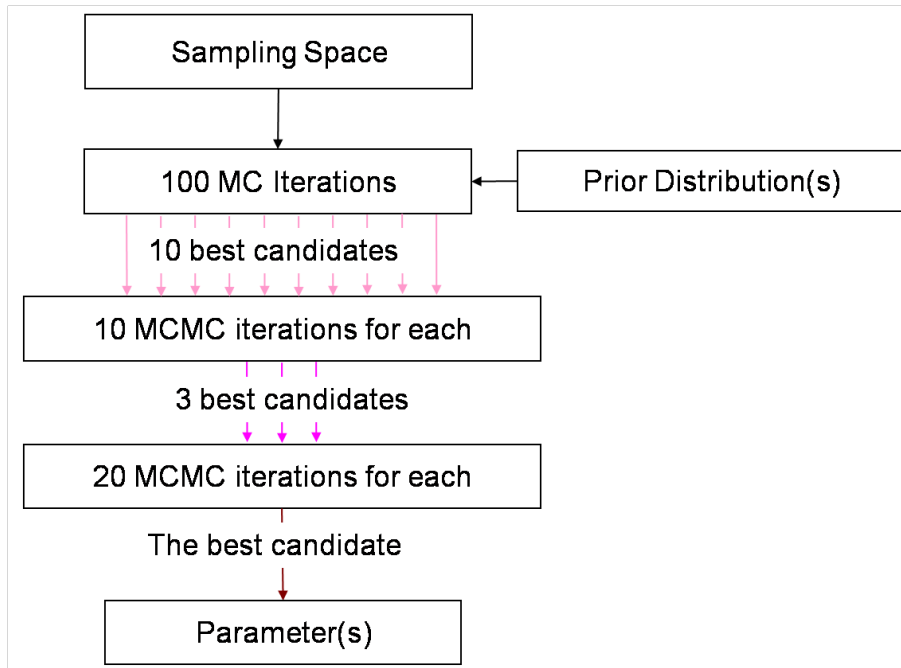 Sampling Space
100 MC Iterations
Prior Distribution(s)
10 best candidates
10 MCMC iterations for each
3 best candidates
20 MCMC iterations for each
The best candidate
Parameter(s)